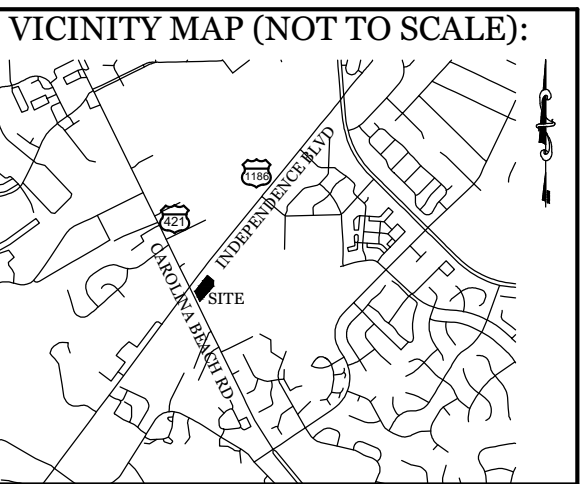 VICINITY MAP (NOT TO SCALE):
1186
INDEPENDENCE BLVD
421
CAROLINA BEACH RD
SITE